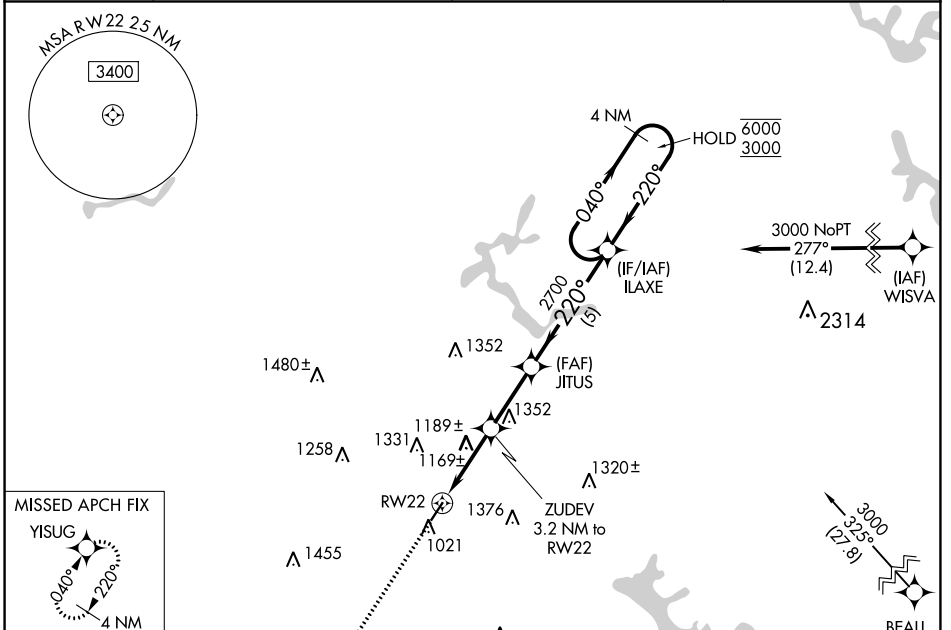 MSA RW22 25 NM
3400
4 NM
HOLD 6000
3000
040°
220°
3000 NoPT
277°
(12.4)
(IAF)
WISVA
(IF/IAF)
ILAXE
2700
220°
(5)
2314
1352
1480±
(FAF)
JITUS
1352
1189±
1331
1258
1169±
1320±
RW22
1376
ZUDEV
3.2 NM to
RW22
1021
1455
3000
325°
(27.8)
MISSED APCH FIX
YISUG
040°
220°
4 NM